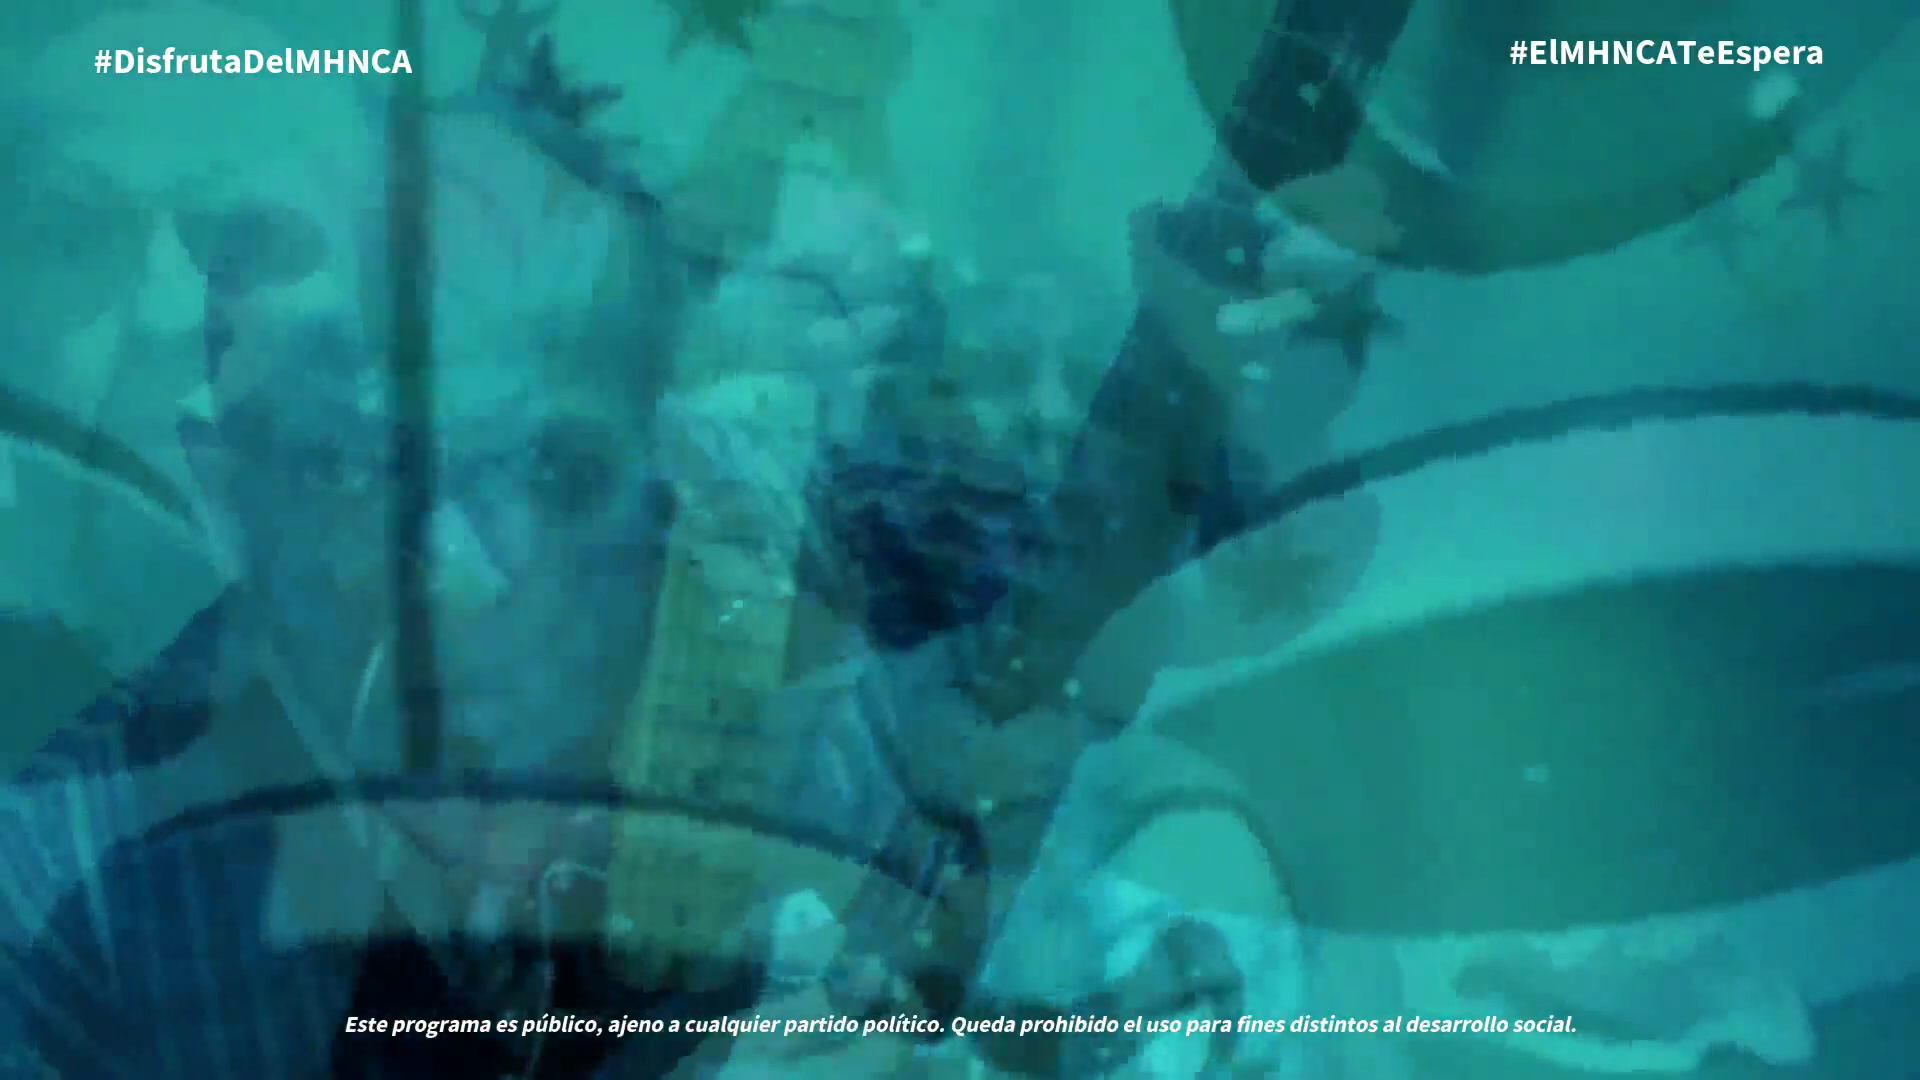 #DisfrutaDelMHNCA
#ElMHNCATeEspera
Este programa es público, ajeno a cualquier partido político. Queda prohibido el uso para fines distintos al desarrollo social.